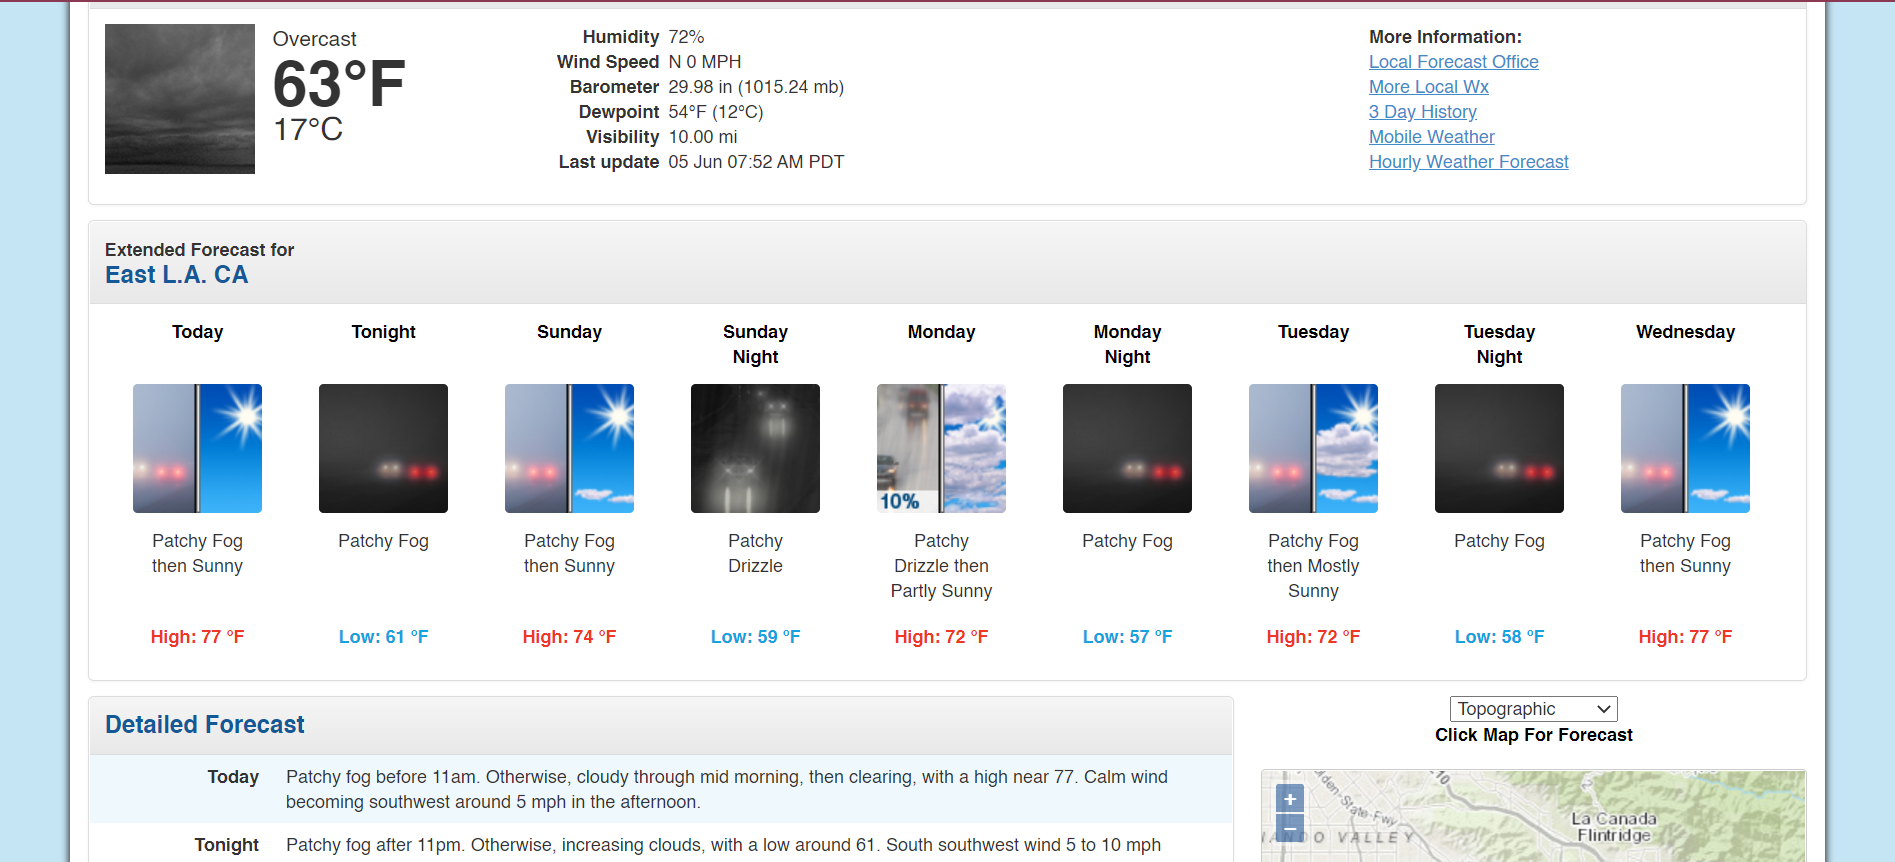 Overcast
63°F
17°C
Humidity 72%
Wind Speed N 0 MPH
Barometer 29.98 in (1015.24 mb)
Dewpoint 54°F (12°C)
Visibility 10.00 mi
Last update 05 Jun 07:52 AM PDT
More Information:
Local Forecast Office
More Local Wx
3 Day History
Mobile Weather
Hourly Weather Forecast
Extended Forecast for
East L.A. CA
Today
Patchy Fog
then Sunny
High: 77 °F
Tonight
Patchy Fog
Low: 61 °F
Sunday
Patchy Fog
then Sunny
High: 74 °F
Sunday
Night
Patchy
Drizzle
Low: 59 °F
Monday
10%
Patchy
Drizzle then
Partly Sunny
High: 72 °F
Monday
Night
Patchy Fog
Low: 57 °F
Tuesday
Patchy Fog
then Mostly
Sunny
High: 72 °F
Tuesday
Night
Patchy Fog
Low: 58 °F
Wednesday
Patchy Fog
then Sunny
High: 77 °F
Detailed Forecast
Today Patchy fog before 11am. Otherwise, cloudy through mid morning, then clearing, with a high near 77. Calm wind
becoming southwest around 5 mph in the afternoon.
Tonight Patchy fog after 11pm. Otherwise, increasing clouds, with a low around 61. South southwest wind 5 to 10 mph
Topographic
Click Map For Forecast
+
−
10
2
-State-Fwy
VALLEY
La Canada
Flintridge